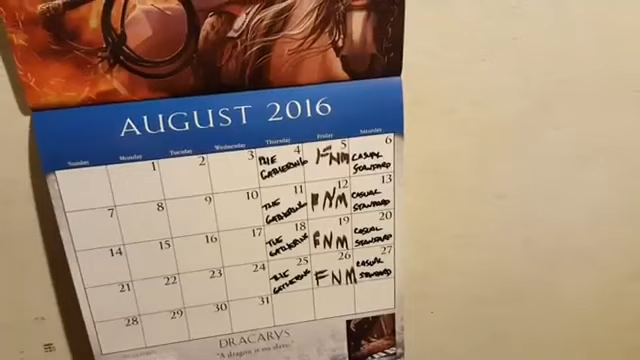 AUGUST 2016
Sunday Monday Tuesday Wednesday Thursday Friday Saturday
1 2 3 4 5 6
THE GATHERING FNM CASUAL STANDARD
7 8 9 10 11 12 13
THE GATHERING FNM CASUAL STANDARD
14 15 16 17 18 19 20
THE GATHERING FNM CASUAL STANDARD
21 22 23 24 25 26 27
THE GATHERING FNM CASUAL STANDARD
28 29 30 31
DRACARYS
"A dragon is no slave."